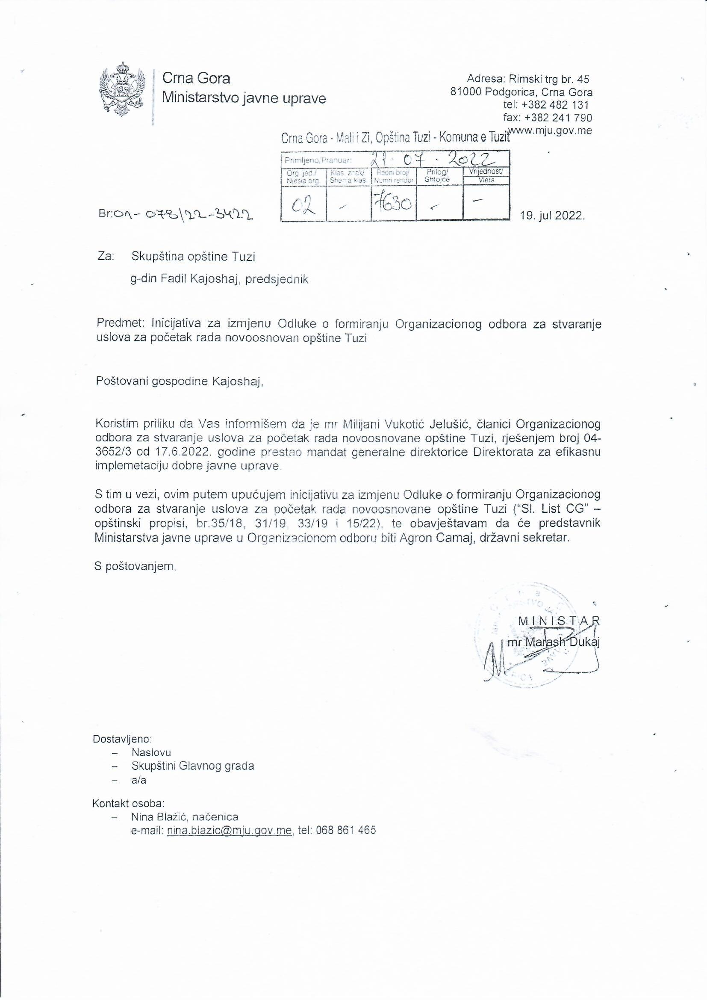 Crna Gora
Ministarstvo javne uprave
Adresa: Rimski trg br. 45
81000 Podgorica, Crna Gora
tel: +382 482 131
fax: +382 241 790
www.mju.gov.me
Crna Gora - Mali i Zi, Opština Tuzi - Komuna e Tuzit
Primljeno/Pranuar: 21.07.2022
Org. jed./ Klas. znak/ Redni broj/ Prilog/ Vrijednost/
Njesia org. Shenja klas. Numri rendor Shtojcë Vlera
02 - 7630 - -
Br:01-078/22-3422
19. jul 2022.
Za: Skupština opštine Tuzi
g-din Fadil Kajoshaj, predsjednik
Predmet: Inicijativa za izmjenu Odluke o formiranju Organizacionog odbora za stvaranje
uslova za početak rada novoosnovan opštine Tuzi
Poštovani gospodine Kajoshaj,
Koristim priliku da Vas informišem da je mr Milijani Vukotić Jelušić, članici Organizacionog
odbora za stvaranje uslova za početak rada novoosnovane opštine Tuzi, rješenjem broj 04-
3652/3 od 17.6.2022. godine prestao mandat generalne direktorice Direktorata za efikasnu
implemetaciju dobre javne uprave.
S tim u vezi, ovim putem upućujem inicijativu za izmjenu Odluke o formiranju Organizacionog
odbora za stvaranje uslova za početak rada novoosnovane opštine Tuzi (“Sl. List CG” –
opštinski propisi, br.35/18, 31/19, 33/19 i 15/22), te obavještavam da će predstavnik
Ministarstva javne uprave u Organizacionom odboru biti Agron Camaj, državni sekretar.
S poštovanjem,
MINISTAR
mr Marash Dukaj
Dostavljeno:
– Naslovu
– Skupštini Glavnog grada
– a/a
Kontakt osoba:
– Nina Blažić, načenica
e-mail: nina.blazic@mju.gov.me, tel: 068 861 465